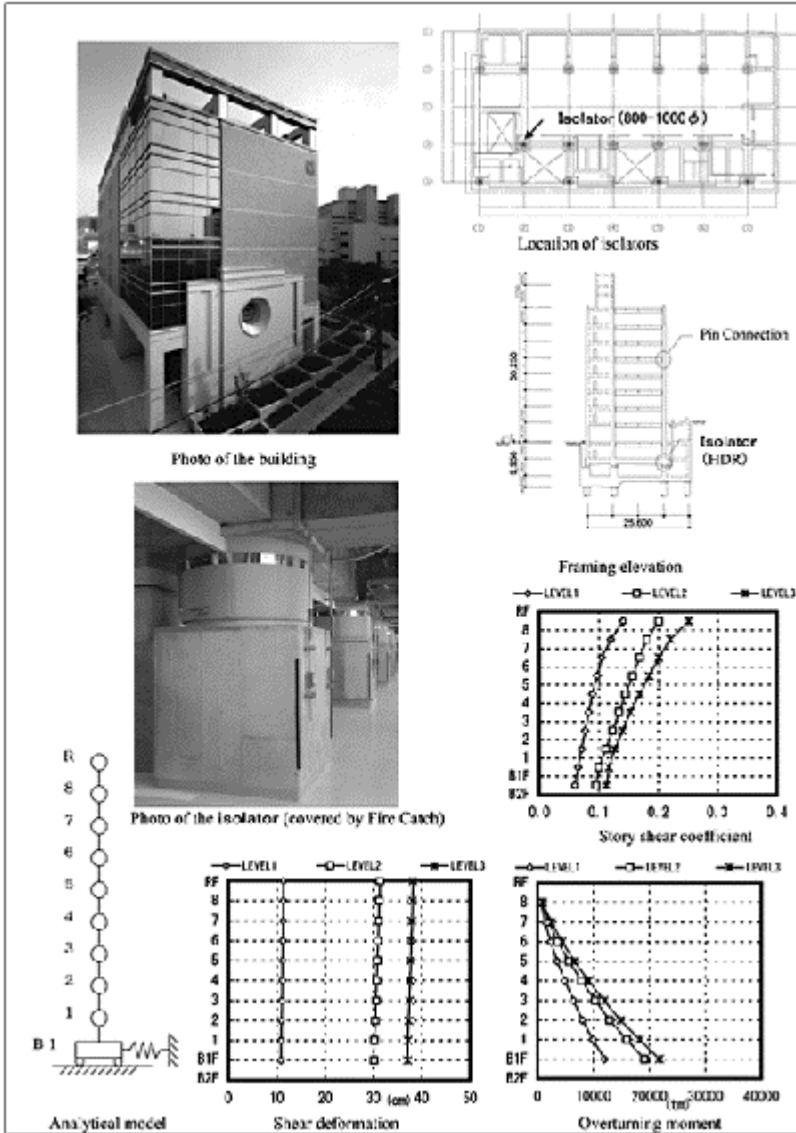 Isolator (800-1000ϕ)
Location of isolators
Pin Connection
Isolator
(HDR)
25.600
Framing elevation
Photo of the building
Photo of the isolator (covered by Fire Catch)
LEVEL1 LEVEL2 LEVEL3
RF
8
7
6
5
4
3
2
1
B1F
B2F
0.0 0.1 0.2 0.3 0.4
Story shear coefficient
R
8
7
6
5
4
3
2
1
B 1
Analytical model
LEVEL1 LEVEL2 LEVEL3
RF
8
7
6
5
4
3
2
1
B1F
B2F
0 10 20 30 (cm) 40 50
Shear deformation
LEVEL1 LEVEL2 LEVEL3
RF
8
7
6
5
4
3
2
1
B1F
B2F
0 10000 20000 (tm) 30000 40000
Overturning moment